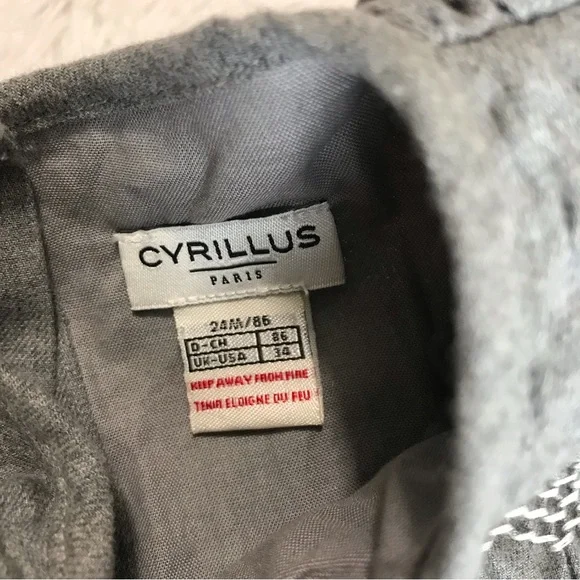 CYRILLUS
PARIS
24M/86
D-CH 86
UK-USA 34
KEEP AWAY FROM FIRE
TENIR ELOIGNE DU FEU